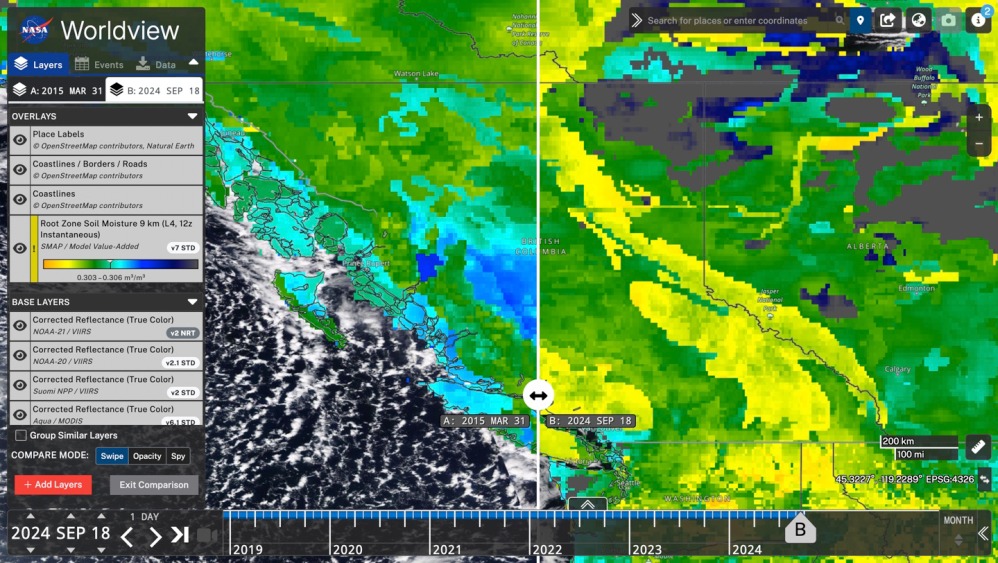 NASA
Worldview
Layers
Events
Data
A: 2015 MAR 31
B: 2024 SEP 18
OVERLAYS
Place Labels
© OpenStreetMap contributors, Natural Earth
Coastlines / Borders / Roads
© OpenStreetMap contributors
Coastlines
© OpenStreetMap contributors
Root Zone Soil Moisture 9 km (L4, 12z
Instantaneous)
SMAP / Model Value-Added
v7 STD
0.303 – 0.306 m³/m³
BASE LAYERS
Corrected Reflectance (True Color)
NOAA-21 / VIIRS
v2 NRT
Corrected Reflectance (True Color)
NOAA-20 / VIIRS
v2.1 STD
Corrected Reflectance (True Color)
Suomi NPP / VIIRS
v2 STD
Corrected Reflectance (True Color)
Aqua / MODIS
v6.1 STD
Group Similar Layers
COMPARE MODE:
Swipe
Opacity
Spy
+ Add Layers
Exit Comparison
Search for places or enter coordinates
2
Watson Lake
Wood
Buffalo
National
Park
BRITISH
COLUMBIA
ALBERTA
Edmonton
Jasper
National
Park
Calgary
A: 2015 MAR 31
B: 2024 SEP 18
Seattle
WASHINGTON
200 km
100 mi
45.3227°, -119.2289° EPSG:4326
2024 SEP 18
1 DAY
2019
2020
2021
2022
2023
2024
B
MONTH